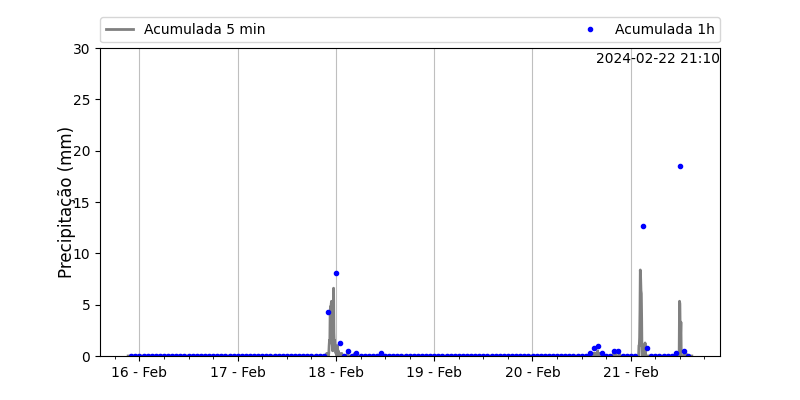 Acumulada 5 min
Acumulada 1h
2024-02-22 21:10
Precipitação (mm)
30
25
20
15
10
5
0
16 - Feb
17 - Feb
18 - Feb
19 - Feb
20 - Feb
21 - Feb